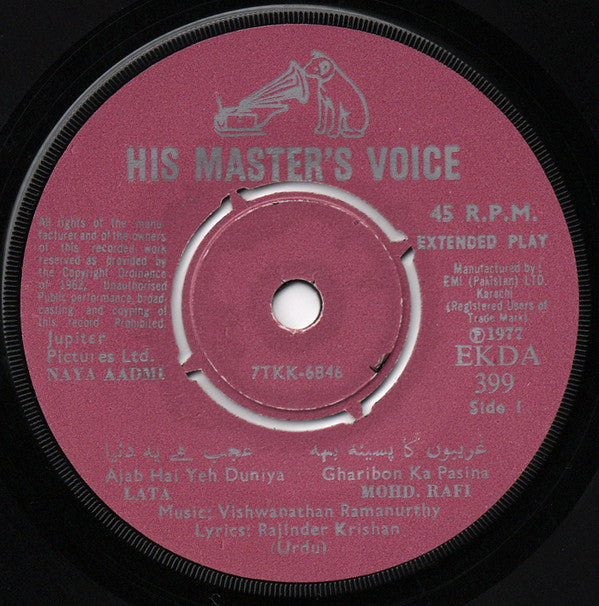 HIS MASTER'S VOICE
All rights of the manu-
facturer and of the owners
of this recorded work
reserved as provided by
the Copyright Ordinance
of 1962. Unauthorised
Public performance broad-
casting, and copying of
this record Prohibited.
Jupiter
Pictures Ltd.
NAYA AADMI
45 R.P.M.
EXTENDED PLAY
Manufactured by
EMI (Pakistan) LTD.
Karachi
(Registered Users of
Trade Mark)
Ⓟ1977
EKDA
399
Side 1
7TKK-6846
عجب ہے یہ دنیا
غریبوں کا پسینہ بہہ
Ajab Hai Yeh Duniya
Gharibon Ka Pasina
LATA
MOHD. RAFI
Music; Vishwanathan Ramanurthy
Lyrics: Rajinder Krishan
(Urdu)